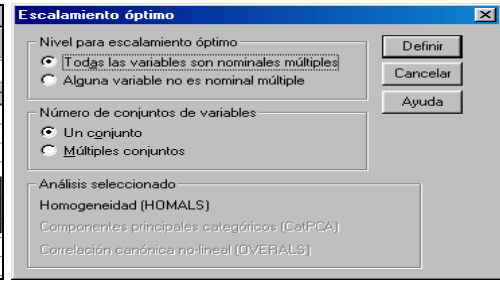 Escalamiento óptimo
Nivel para escalamiento óptimo
Todas las variables son nominales múltiples
Alguna variable no es nominal múltiple
Número de conjuntos de variables
Un conjunto
Múltiples conjuntos
Análisis seleccionado
Homogeneidad (HOMALS)
Componentes principales categóricos (CatPCA)
Correlación canónica no-lineal (OVERALS)
Definir
Cancelar
Ayuda